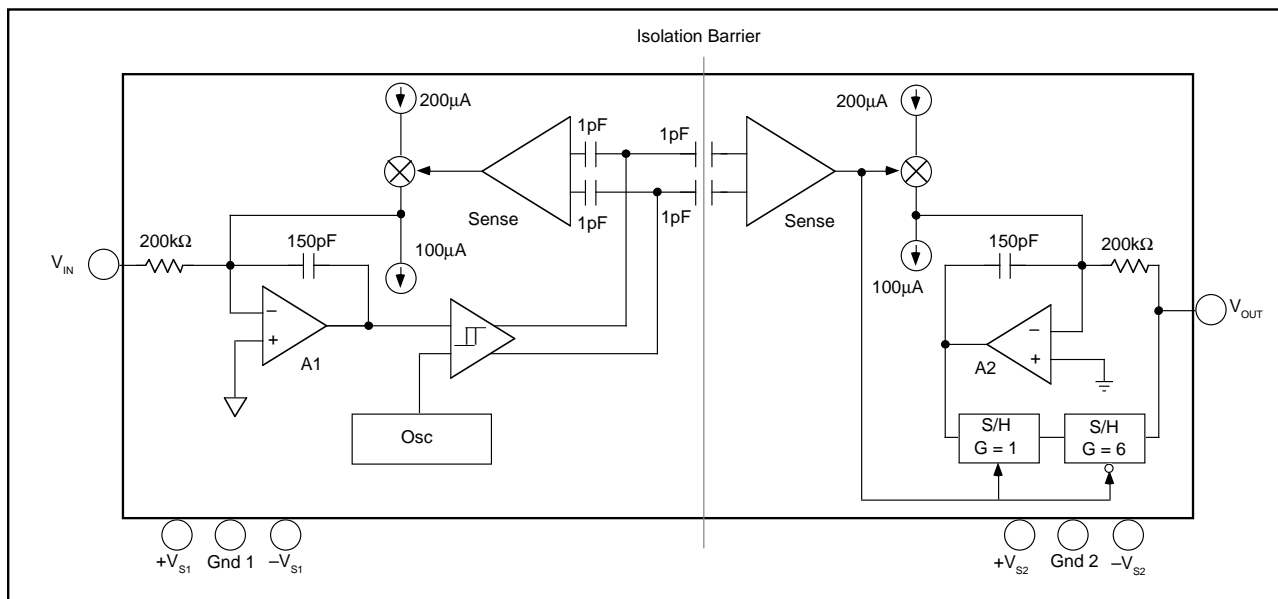 Isolation Barrier
200μA
200μA
1pF
1pF
1pF
1pF
Sense
Sense
200kΩ
150pF
100μA
150pF
200kΩ
100μA
V_IN
V_OUT
−
+
A1
−
+
A2
Osc
S/H
G = 1
S/H
G = 6
+V_S1
Gnd 1
–V_S1
+V_S2
Gnd 2
–V_S2